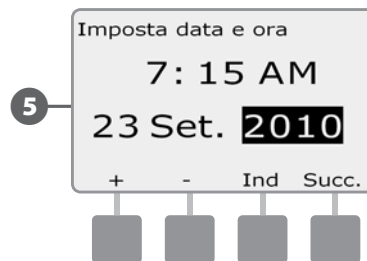 Imposta data e ora
7: 15 AM
5
23 Set. 2010
+ - Ind Succ.